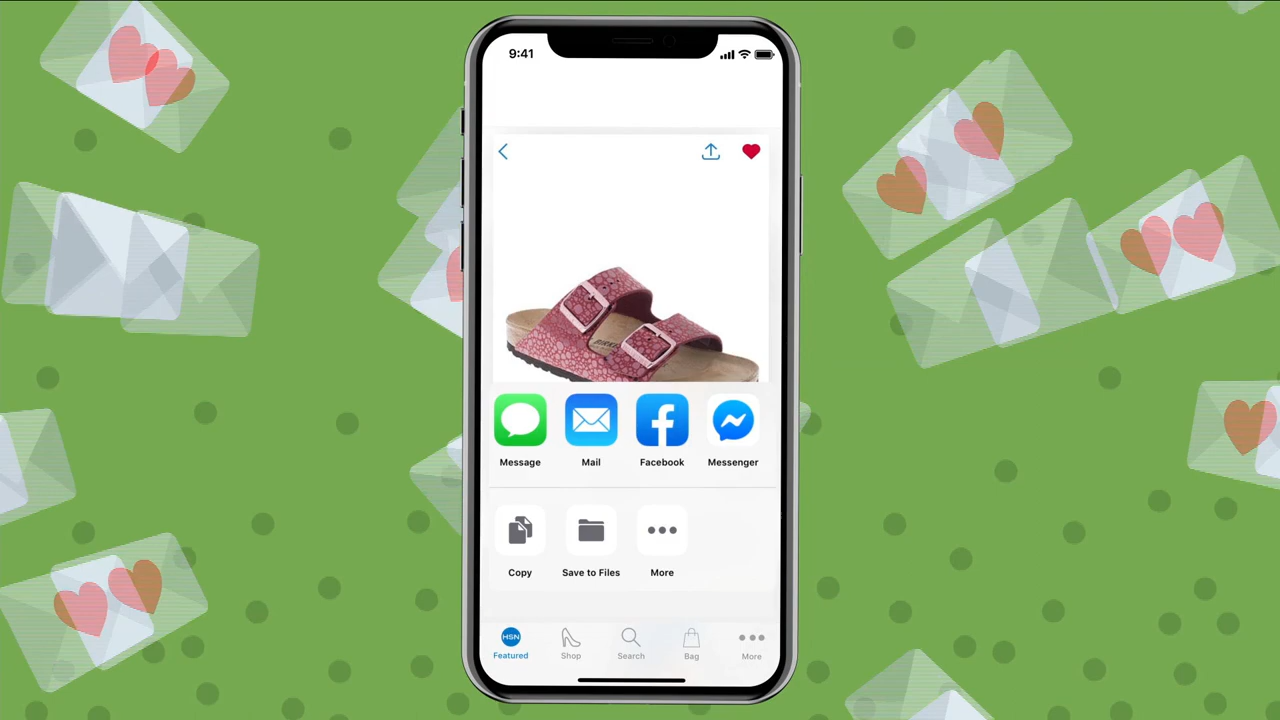 9:41
Message Mail Facebook Messenger
Copy Save to Files More
HSN
Featured Shop Search Bag More